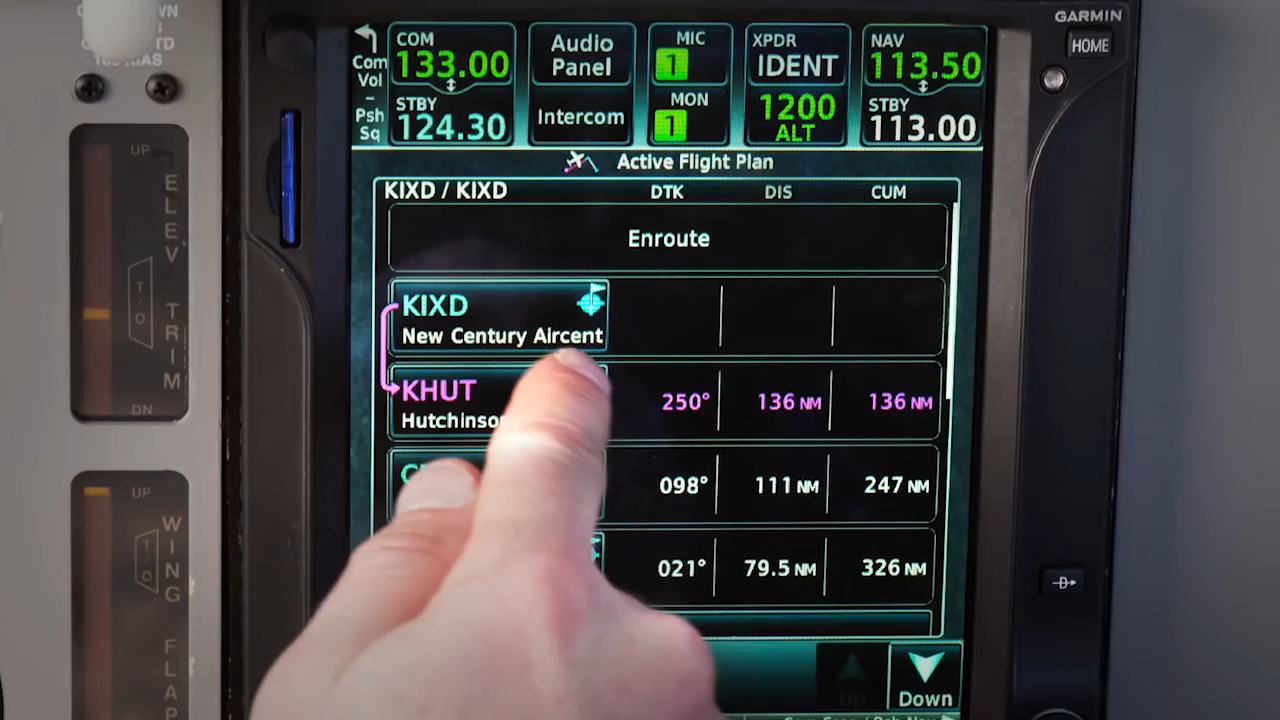 GARMIN
HOME
Com
Vol
-
Psh
Sq
COM
133.00
STBY
124.30
Audio
Panel
Intercom
MIC
1
MON
1
XPDR
IDENT
1200
ALT
NAV
113.50
STBY
113.00
Active Flight Plan
KIXD / KIXD DTK DIS CUM
Enroute
KIXD
New Century Aircent
KHUT 250° 136 NM 136 NM
098° 111 NM 247 NM
021° 79.5 NM 326 NM
Up
Down
UP
ELEV TRIM
T/O
DN
UP
WING FLAP
T/O